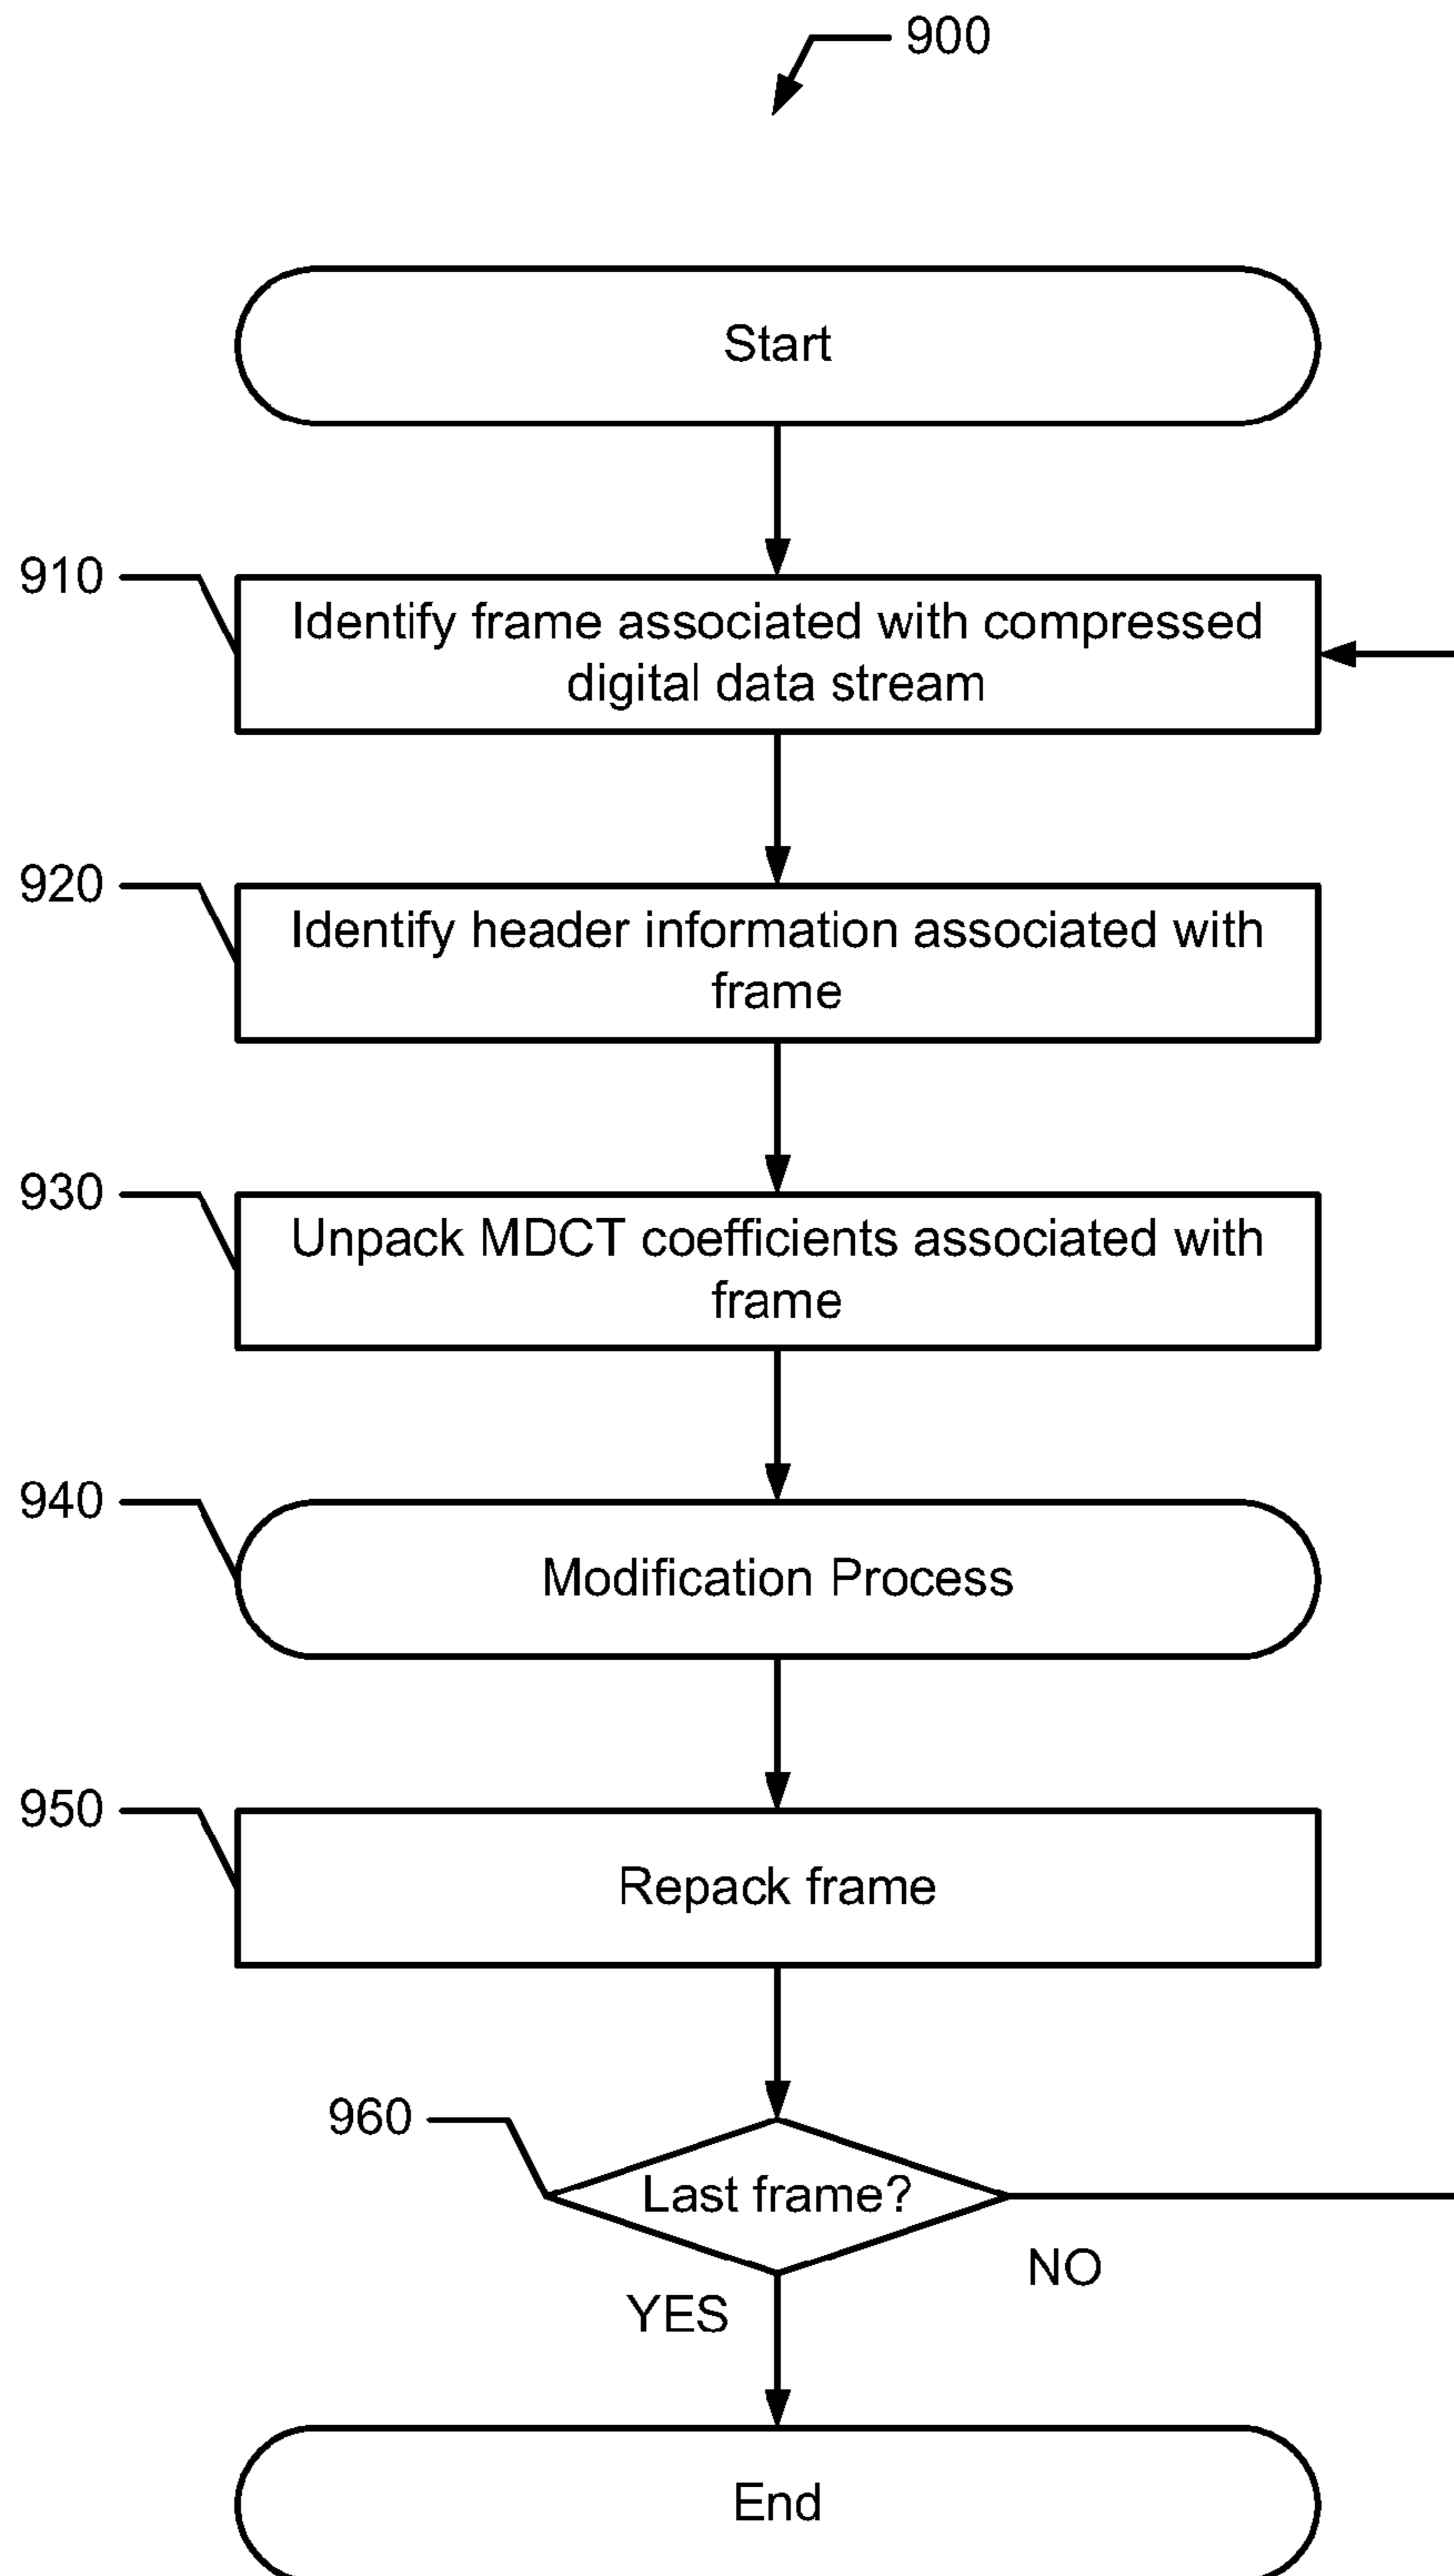 900
Start
910
Identify frame associated with compressed
digital data stream
920
Identify header information associated with
frame
930
Unpack MDCT coefficients associated with
frame
940
Modification Process
950
Repack frame
960
Last frame?
NO
YES
End